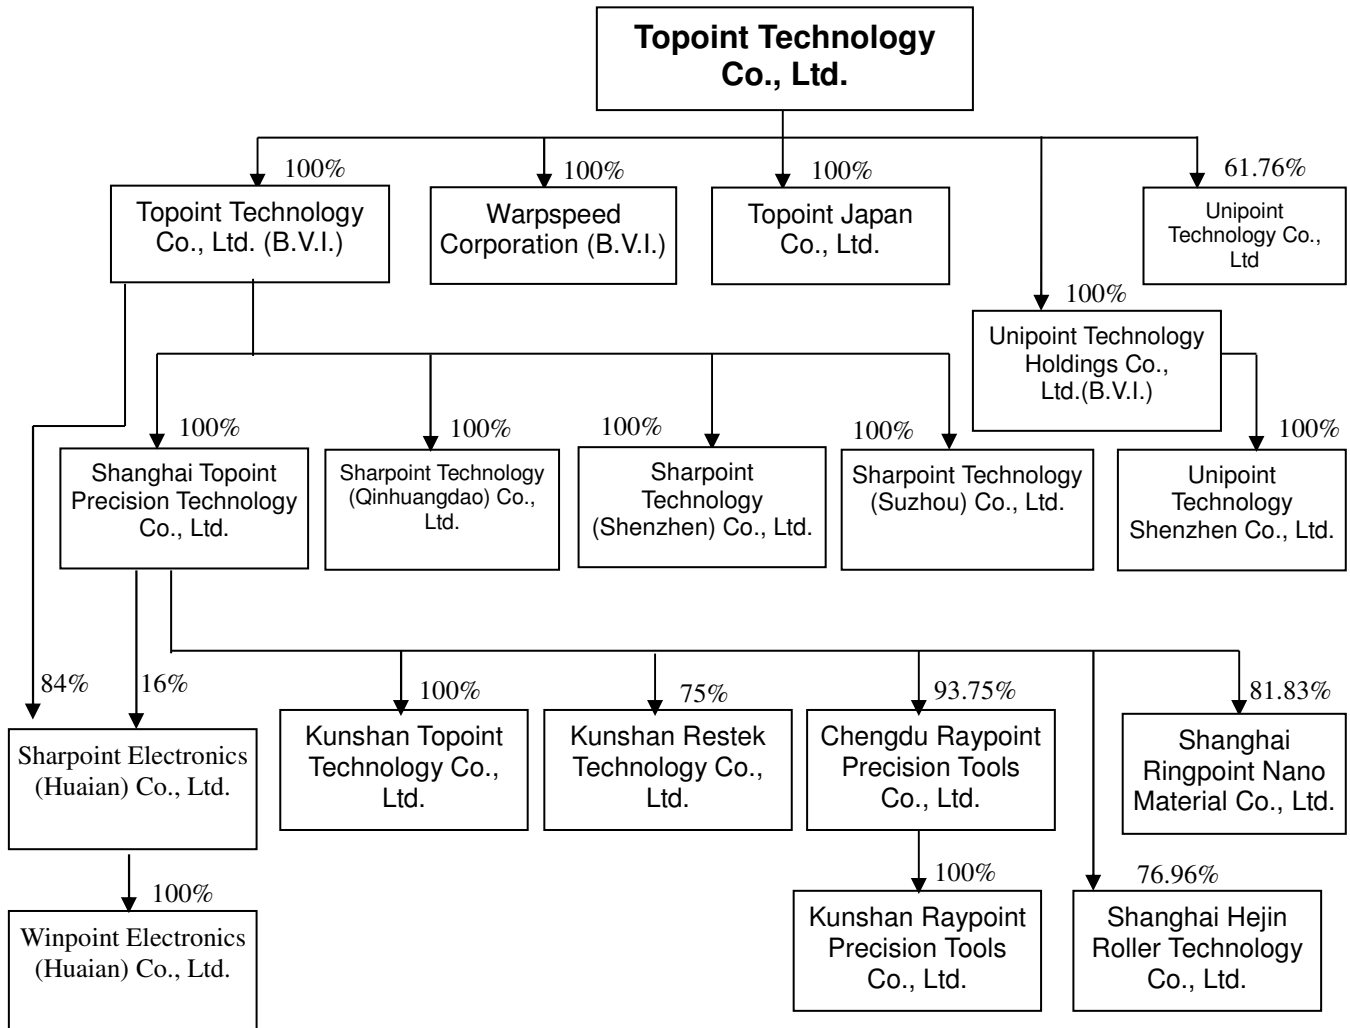 Topoint Technology
Co., Ltd.
100%
100%
100%
61.76%
Topoint Technology
Co., Ltd. (B.V.I.)
Warpspeed
Corporation (B.V.I.)
Topoint Japan
Co., Ltd.
Unipoint
Technology Co.,
Ltd
100%
Unipoint Technology
Holdings Co.,
Ltd.(B.V.I.)
100%
100%
100%
100%
100%
Shanghai Topoint
Precision Technology
Co., Ltd.
Sharpoint Technology
(Qinhuangdao) Co.,
Ltd.
Sharpoint
Technology
(Shenzhen) Co., Ltd.
Sharpoint Technology
(Suzhou) Co., Ltd.
Unipoint
Technology
Shenzhen Co., Ltd.
84%
16%
100%
75%
93.75%
81.83%
Sharpoint Electronics
(Huaian) Co., Ltd.
Kunshan Topoint
Technology Co.,
Ltd.
Kunshan Restek
Technology Co.,
Ltd.
Chengdu Raypoint
Precision Tools
Co., Ltd.
Shanghai
Ringpoint Nano
Material Co., Ltd.
100%
100%
76.96%
Winpoint Electronics
(Huaian) Co., Ltd.
Kunshan Raypoint
Precision Tools
Co., Ltd.
Shanghai Hejin
Roller Technology
Co., Ltd.